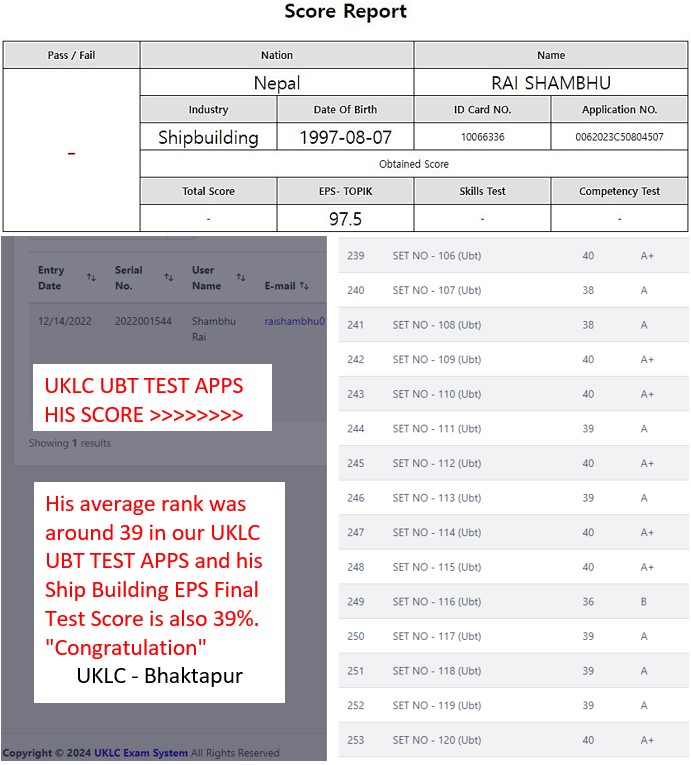 Score Report
Pass / Fail Nation Name
- Nepal RAI SHAMBHU
Industry Date Of Birth ID Card NO. Application NO.
Shipbuilding 1997-08-07 10066336 0062023C50804507
Obtained Score
Total Score EPS- TOPIK Skills Test Competency Test
- 97.5 - -
Entry Date Serial No. User Name E-mail
12/14/2022 2022001544 Shambhu Rai raishambhu0
UKLC UBT TEST APPS
HIS SCORE >>>>>>>>
Showing 1 results
His average rank was
around 39 in our UKLC
UBT TEST APPS and his
Ship Building EPS Final
Test Score is also 39%.
"Congratulation"
UKLC - Bhaktapur
Copyright © 2024 UKLC Exam System All Rights Reserved
239 SET NO - 106 (Ubt) 40 A+
240 SET NO - 107 (Ubt) 38 A
241 SET NO - 108 (Ubt) 38 A
242 SET NO - 109 (Ubt) 40 A+
243 SET NO - 110 (Ubt) 40 A+
244 SET NO - 111 (Ubt) 39 A
245 SET NO - 112 (Ubt) 40 A+
246 SET NO - 113 (Ubt) 39 A
247 SET NO - 114 (Ubt) 40 A+
248 SET NO - 115 (Ubt) 40 A+
249 SET NO - 116 (Ubt) 36 B
250 SET NO - 117 (Ubt) 39 A
251 SET NO - 118 (Ubt) 39 A
252 SET NO - 119 (Ubt) 39 A
253 SET NO - 120 (Ubt) 40 A+